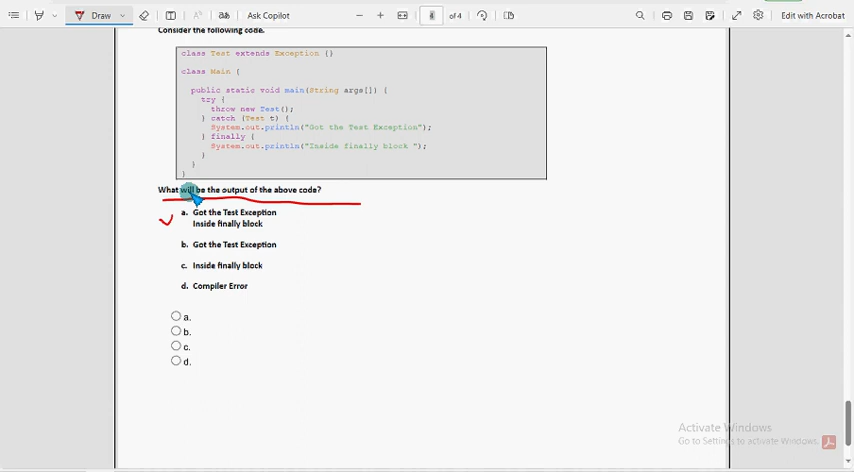 Draw
Ask Copilot
8
of 4
Edit with Acrobat
Consider the following code.
class Test extends Exception {}
class Main {
public static void main(String args[]) {
try {
throw new Test();
} catch (Test t) {
System.out.println("Got the Test Exception");
} finally {
System.out.println("Inside finally block ");
}
}
}
What will be the output of the above code?
a. Got the Test Exception
Inside finally block
b. Got the Test Exception
c. Inside finally block
d. Compiler Error
a.
b.
c.
d.
Activate Windows
Go to Settings to activate Windows.